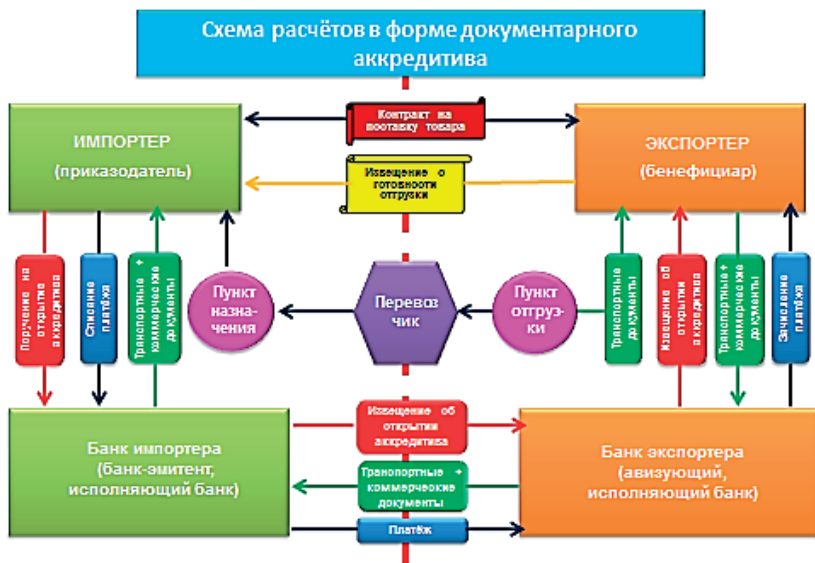 Схема расчётов в форме документарного
аккредитива
Контракт на
поставку товара
ИМПОРТЕР
(приказодатель)
ЭКСПОРТЕР
(бенефициар)
Извещение о
готовности
отгрузки
Поручение на
открытие
аккредитива
Списание
платежа
Транспортные +
коммерческие
документы
Пункт
назна-
чения
Перевоз
чик
Пункт
отгруз-
ки
Транспортные
документы
Извещение об
открытии
аккредитива
Транспортные+
коммерческие
документы
Зачисление
платежа
Банк импортера
(банк-эмитент,
исполняющий банк)
Извещение об
открытии
аккредитива
Транспортные +
коммерческие
документы
Платёж
Банк экспортера
(авизующий,
исполняющий банк)